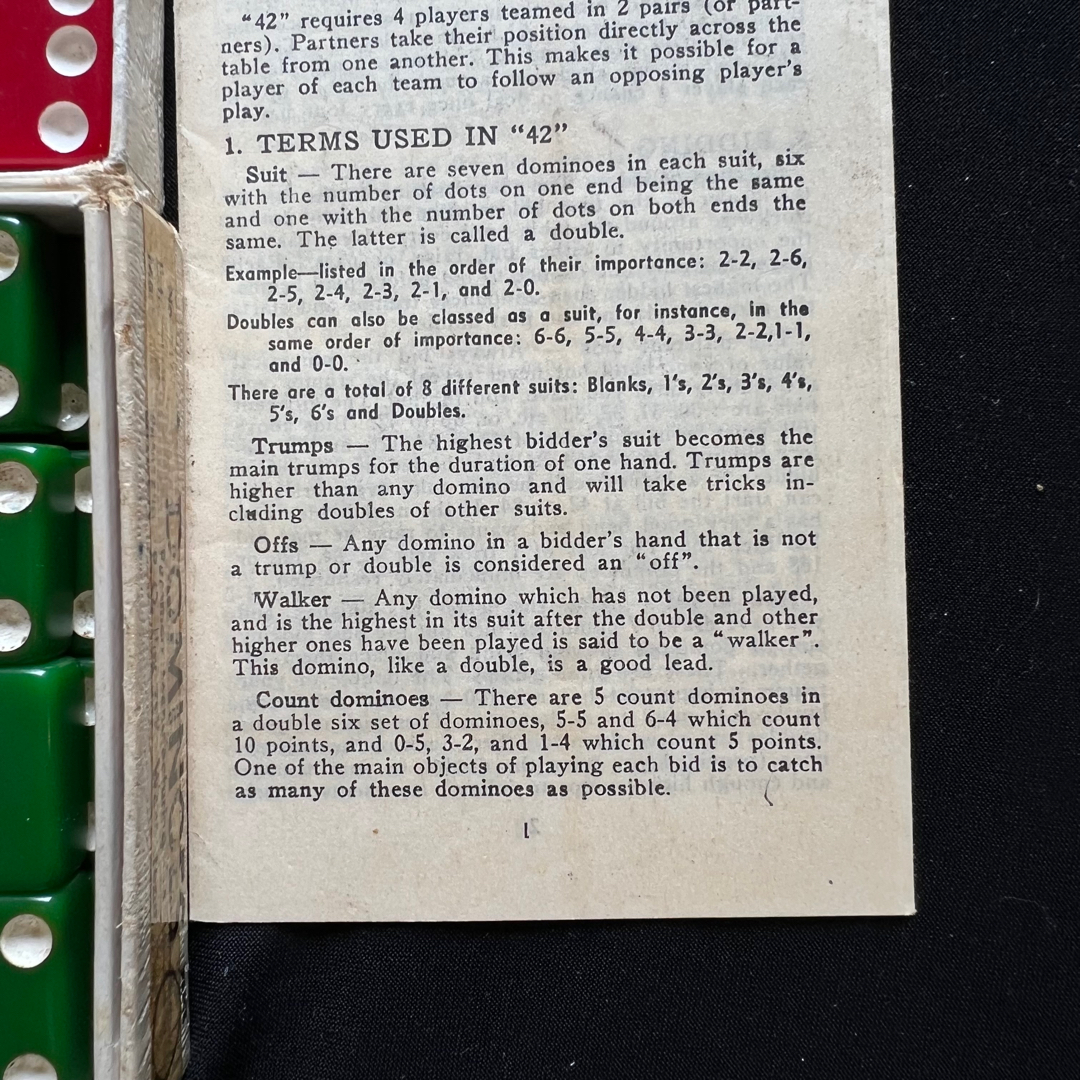 "42" requires 4 players teamed in 2 pairs (or part-
ners). Partners take their position directly across the
table from one another. This makes it possible for a
player of each team to follow an opposing player's
play.
1. TERMS USED IN "42"
Suit — There are seven dominoes in each suit, six
with the number of dots on one end being the same
and one with the number of dots on both ends the
same. The latter is called a double.
Example—listed in the order of their importance: 2-2, 2-6,
2-5, 2-4, 2-3, 2-1, and 2-0.
Doubles can also be classed as a suit, for instance, in the
same order of importance: 6-6, 5-5, 4-4, 3-3, 2-2,1-1,
and 0-0.
There are a total of 8 different suits: Blanks, 1's, 2's, 3's, 4's,
5's, 6's and Doubles.
Trumps — The highest bidder's suit becomes the
main trumps for the duration of one hand. Trumps are
higher than any domino and will take tricks in-
cluding doubles of other suits.
Offs — Any domino in a bidder's hand that is not
a trump or double is considered an "off".
Walker — Any domino which has not been played,
and is the highest in its suit after the double and other
higher ones have been played is said to be a "walker".
This domino, like a double, is a good lead.
Count dominoes — There are 5 count dominoes in
a double six set of dominoes, 5-5 and 6-4 which count
10 points, and 0-5, 3-2, and 1-4 which count 5 points.
One of the main objects of playing each bid is to catch
as many of these dominoes as possible.
1